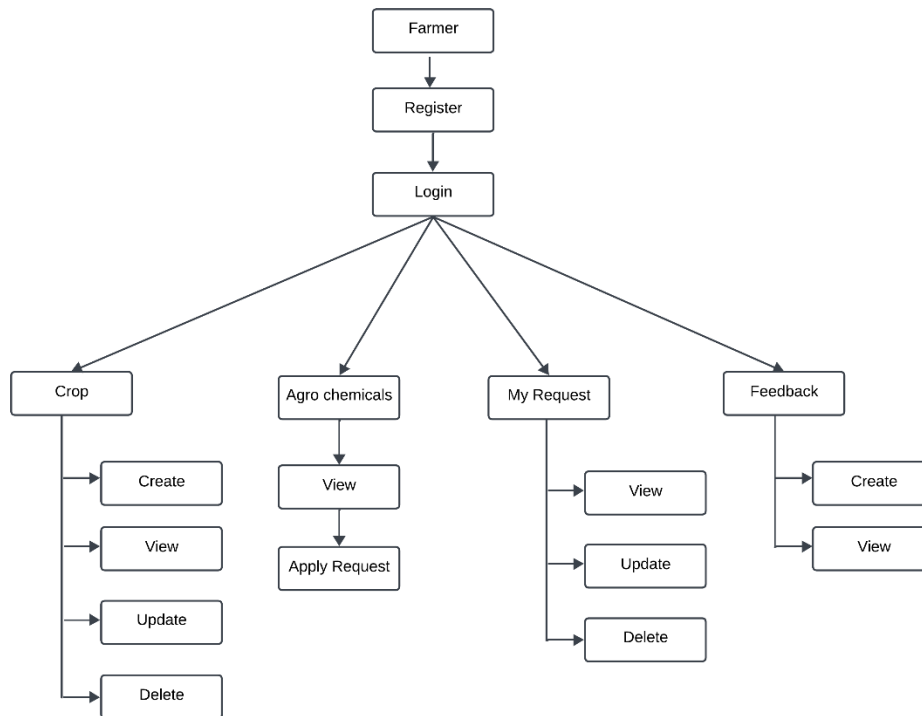 Farmer
Register
Login
Crop
Agro chemicals
My Request
Feedback
Create
View
Update
Delete
View
Apply Request
View
Update
Delete
Create
View